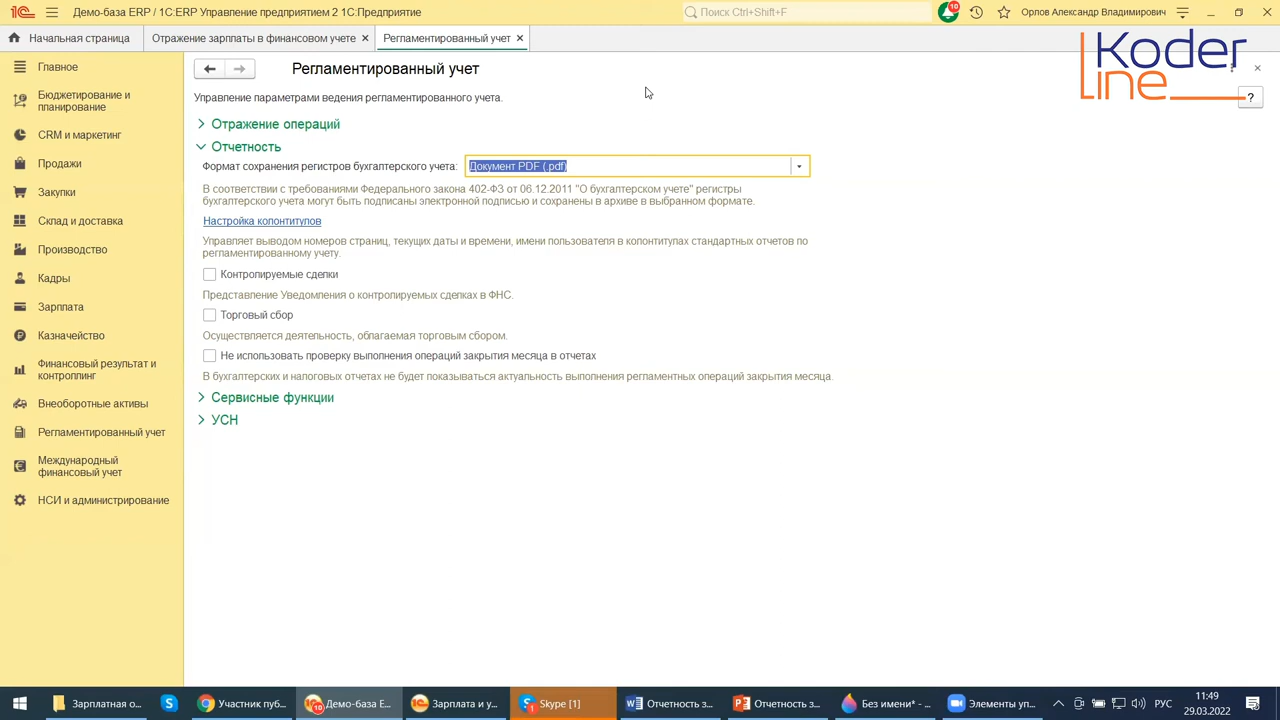 1С Демо-база ERP / 1С:ERP Управление предприятием 2 1С:Предприятие
Поиск Ctrl+Shift+F
10
Орлов Александр Владимирович
Начальная страница
Отражение зарплаты в финансовом учете ×
Регламентированный учет ×
Koder line
Главное
Бюджетирование и
планирование
CRM и маркетинг
Продажи
Закупки
Склад и доставка
Производство
Кадры
Зарплата
Казначейство
Финансовый результат и
контроллинг
Внеоборотные активы
Регламентированный учет
Международный
финансовый учет
НСИ и администрирование
Регламентированный учет
?
Управление параметрами ведения регламентированного учета.
Отражение операций
Отчетность
Формат сохранения регистров бухгалтерского учета: Документ PDF (.pdf)
В соответствии с требованиями Федерального закона 402-ФЗ от 06.12.2011 "О бухгалтерском учете" регистры
бухгалтерского учета могут быть подписаны электронной подписью и сохранены в архиве в выбранном формате.
Настройка колонтитулов
Управляет выводом номеров страниц, текущих даты и времени, имени пользователя в колонтитулах стандартных отчетов по
регламентированному учету.
Контролируемые сделки
Представление Уведомления о контролируемых сделках в ФНС.
Торговый сбор
Осуществляется деятельность, облагаемая торговым сбором.
Не использовать проверку выполнения операций закрытия месяца в отчетах
В бухгалтерских и налоговых отчетах не будет показываться актуальность выполнения регламентных операций закрытия месяца.
Сервисные функции
УСН
Зарплатная о...
Участник пуб...
Демо-база E...
Зарплата и у...
Skype [1]
Отчетность з...
Отчетность з...
Без имени* - ...
Элементы уп...
РУС
11:49
29.03.2022